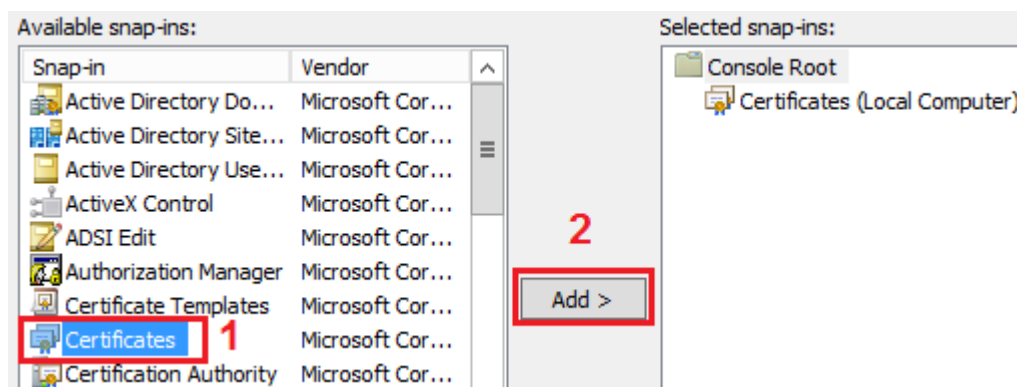 Available snap-ins:
Selected snap-ins:
Snap-in Vendor
Console Root
Active Directory Do... Microsoft Cor...
Certificates (Local Computer)
Active Directory Site... Microsoft Cor...
Active Directory Use... Microsoft Cor...
ActiveX Control Microsoft Cor...
ADSI Edit Microsoft Cor...
2
Authorization Manager Microsoft Cor...
Certificate Templates Microsoft Cor...
Add >
Certificates 1 Microsoft Cor...
Certification Authority Microsoft Cor...